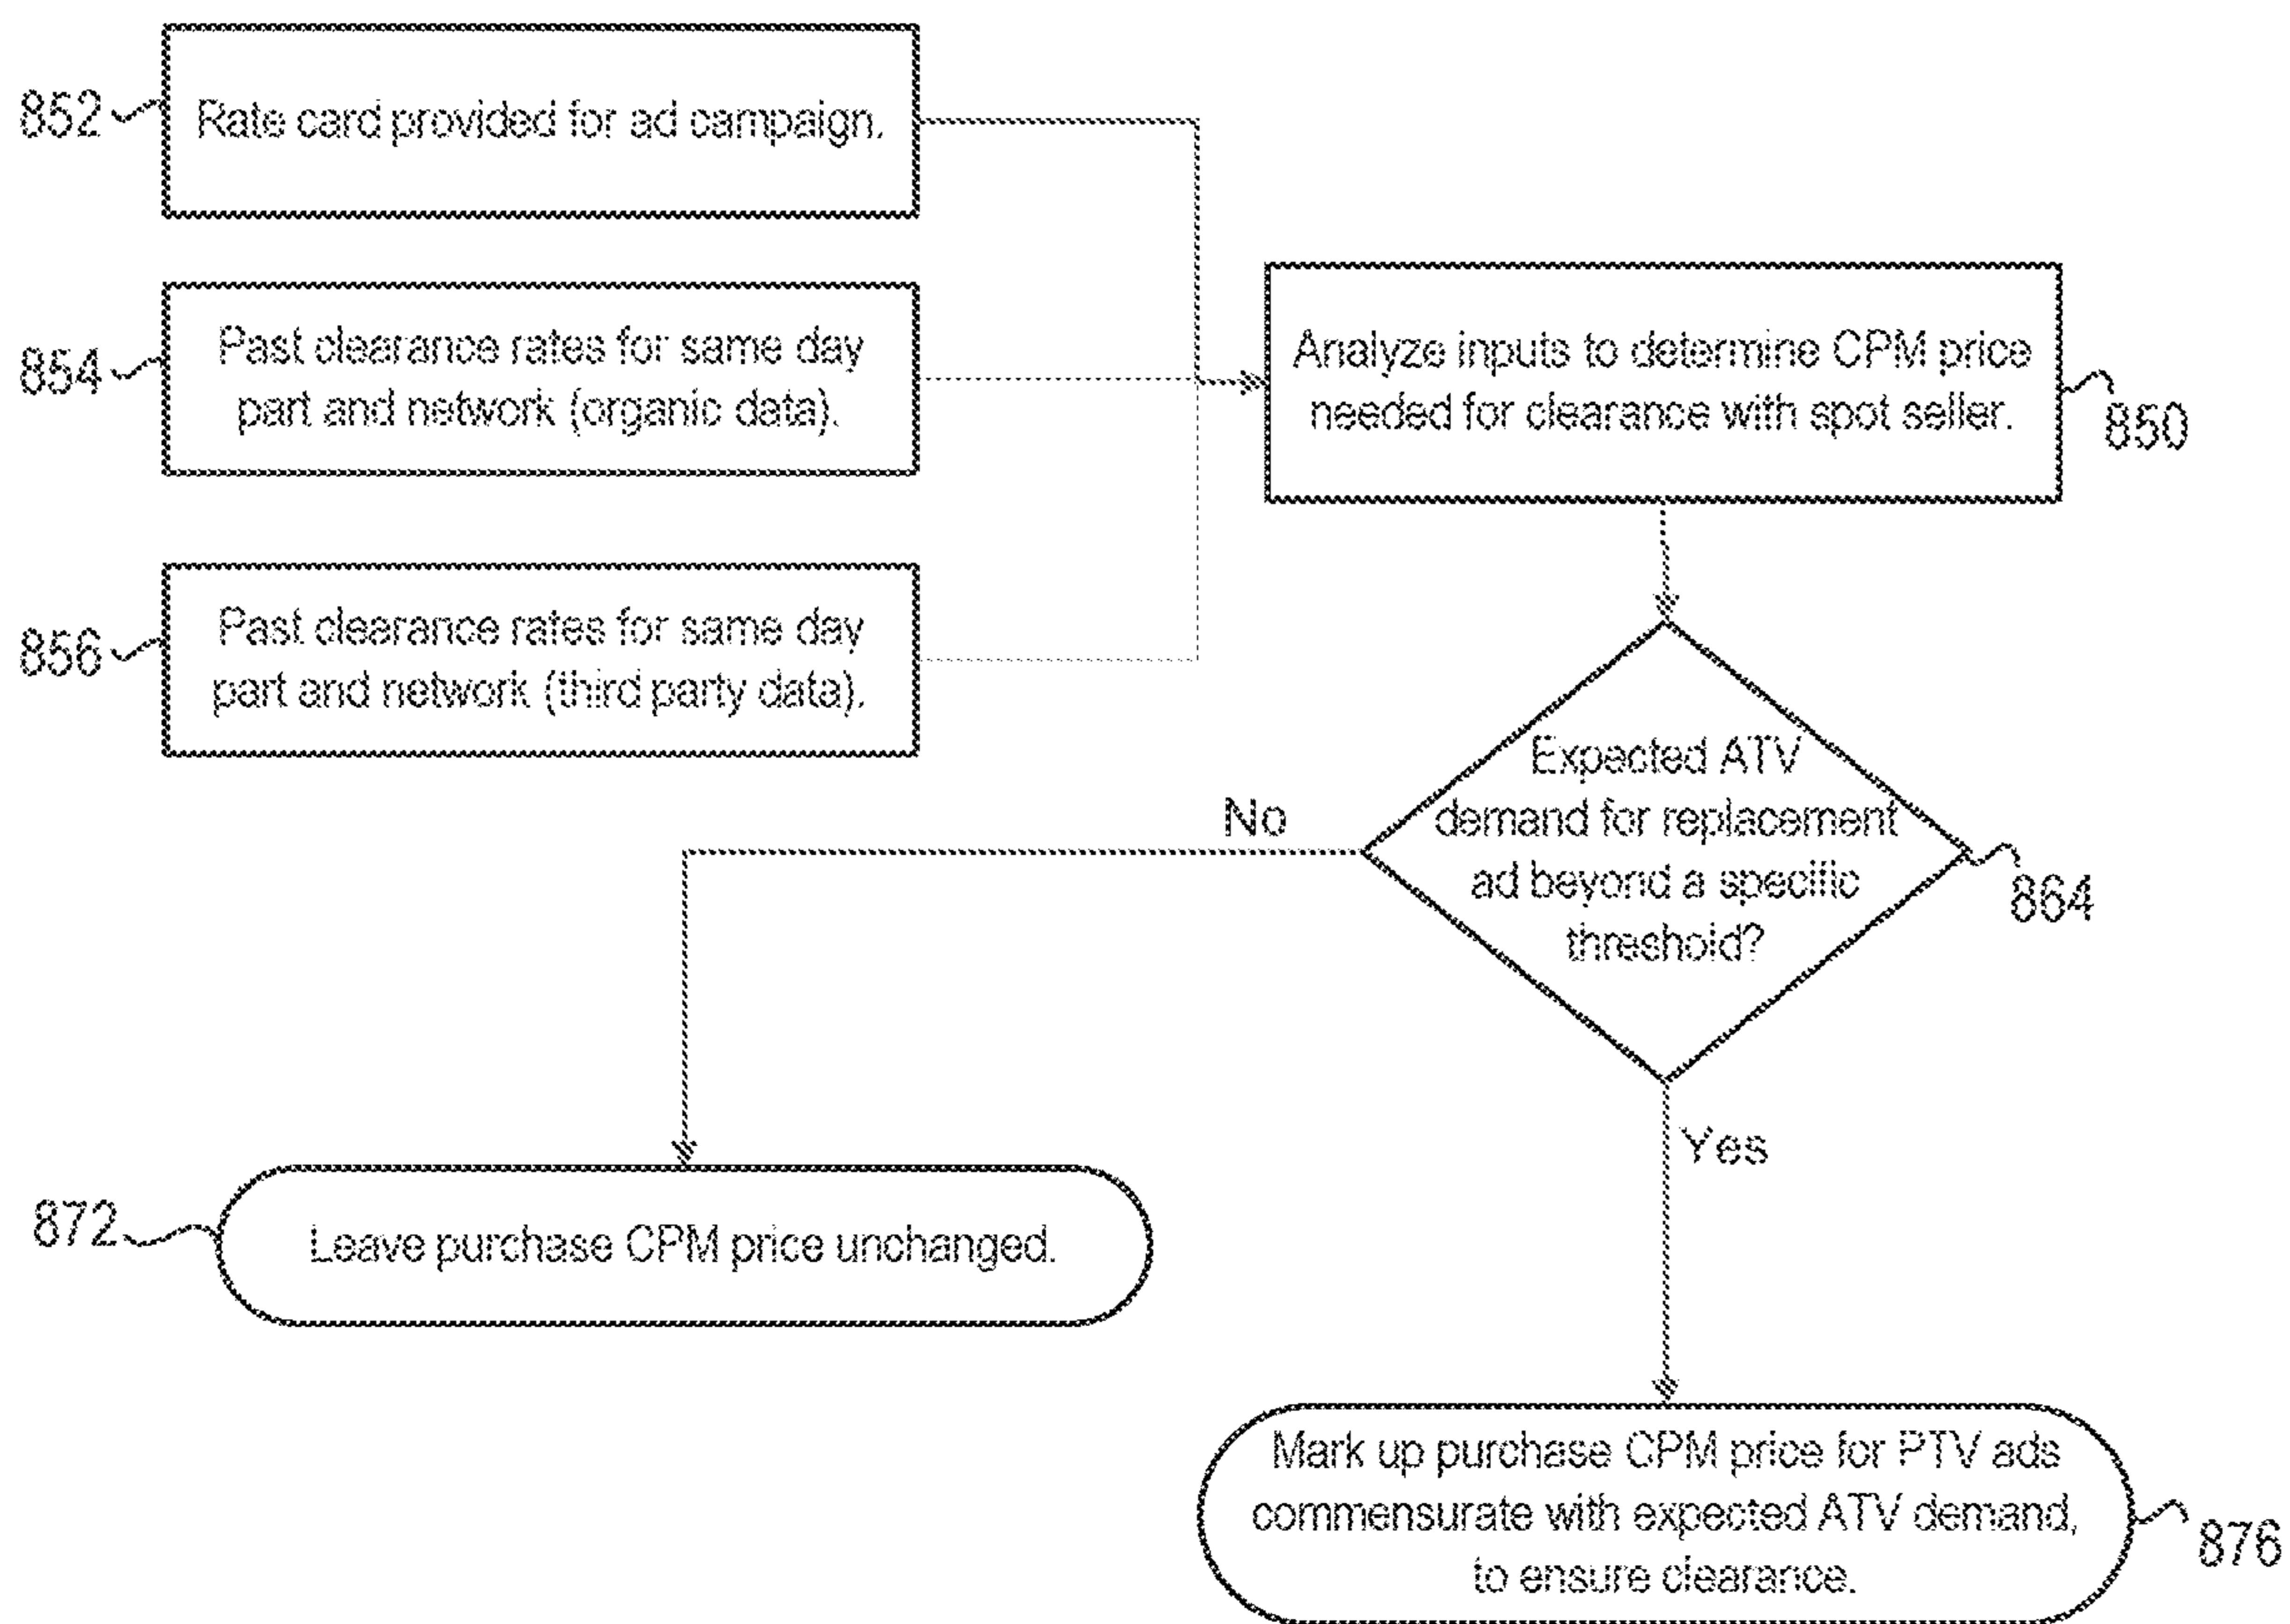 852
Rate card provided for ad campaign.
854
Past clearance rates for same day
part and network (organic data).
856
Past clearance rates for same day
part and network (third party data).
Analyze inputs to determine CPM price
needed for clearance with spot seller.
850
Expected ATV
demand for replacement
ad beyond a specific
threshold?
864
No
Yes
872
Leave purchase CPM price unchanged.
Mark up purchase CPM price for PTV ads
commensurate with expected ATV demand,
to ensure clearance.
876